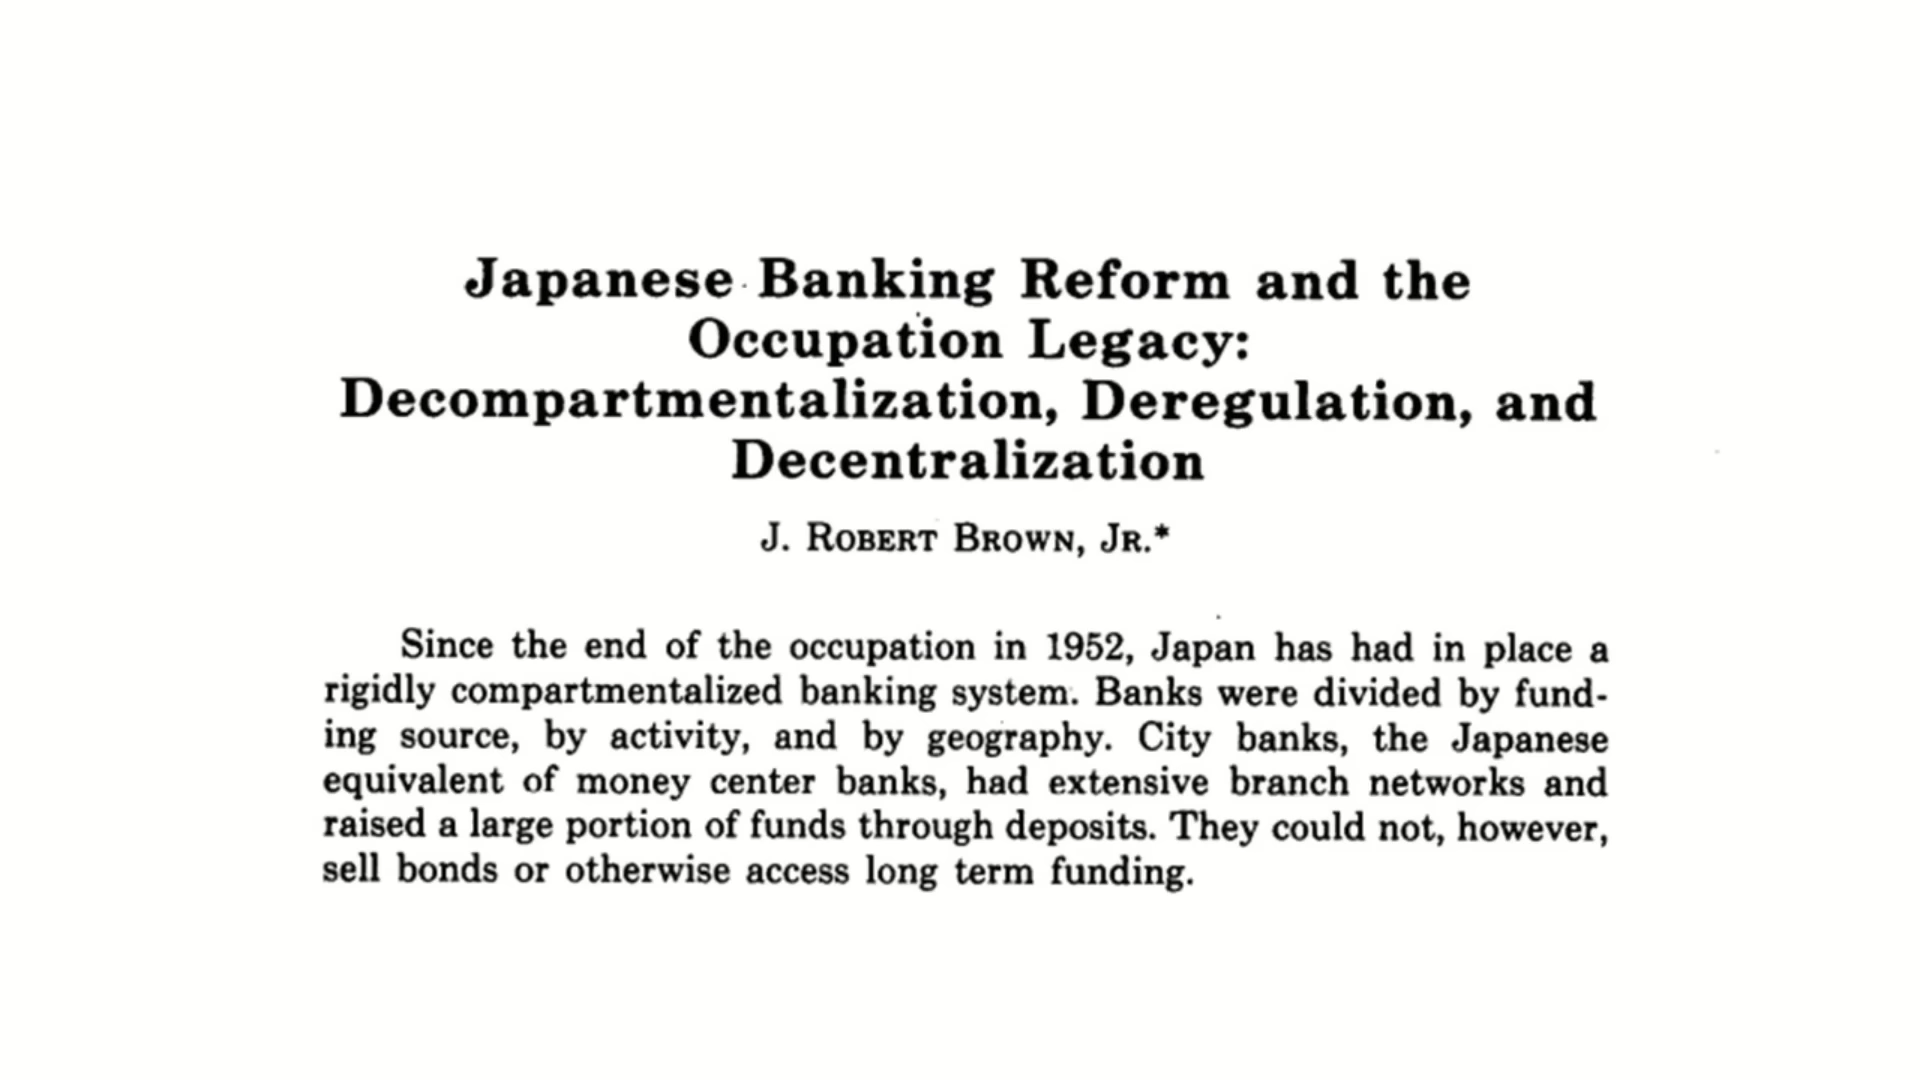 Japanese Banking Reform and the
Occupation Legacy:
Decompartmentalization, Deregulation, and
Decentralization
J. ROBERT BROWN, JR.*
Since the end of the occupation in 1952, Japan has had in place a
rigidly compartmentalized banking system. Banks were divided by fund-
ing source, by activity, and by geography. City banks, the Japanese
equivalent of money center banks, had extensive branch networks and
raised a large portion of funds through deposits. They could not, however,
sell bonds or otherwise access long term funding.